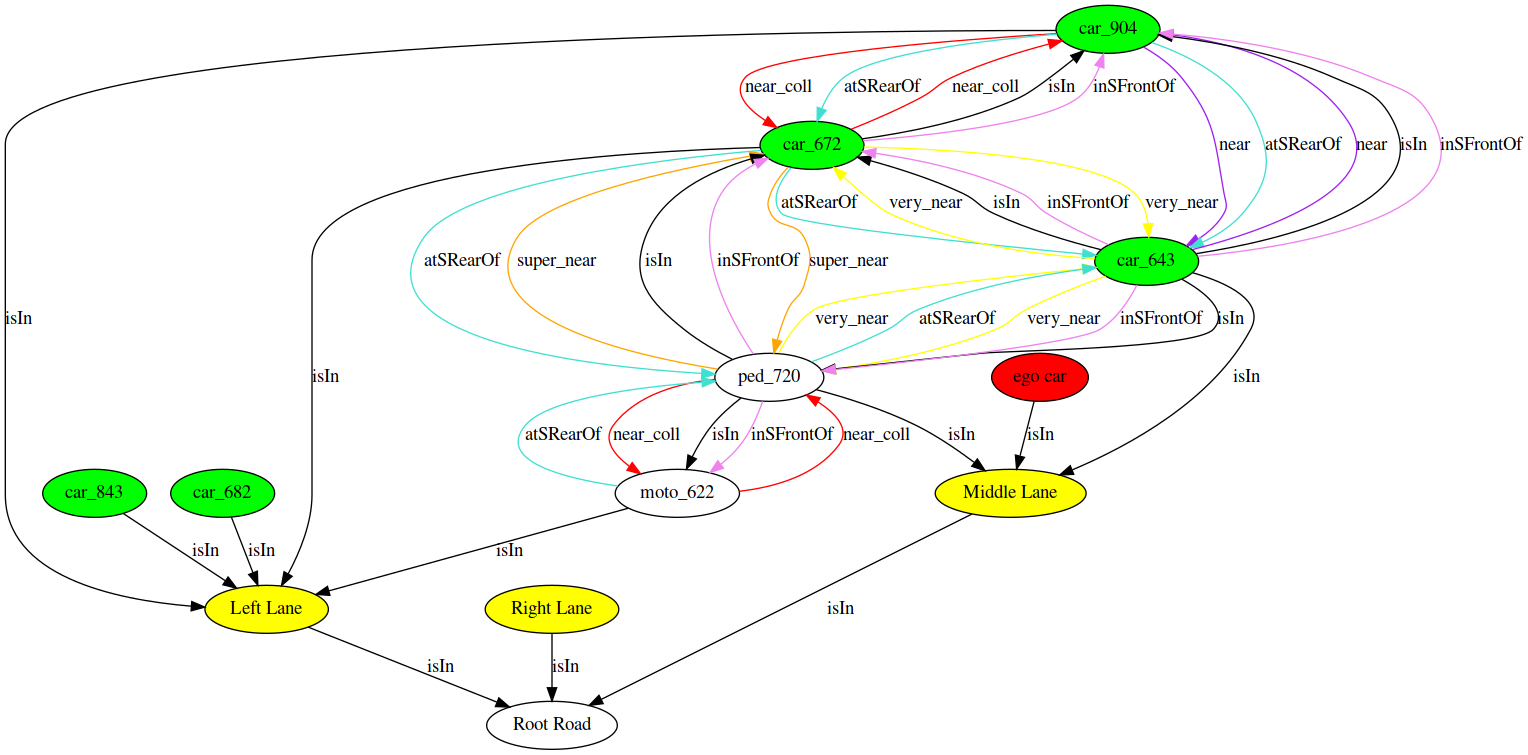 car_904
near_coll
atSRearOf
near_coll
isIn
inSFrontOf
car_672
near
atSRearOf
near
isIn
inSFrontOf
atSRearOf
very_near
isIn
inSFrontOf
very_near
atSRearOf
super_near
isIn
inSFrontOf
super_near
car_643
isIn
very_near
atSRearOf
very_near
inSFrontOf
isIn
isIn
ped_720
ego car
isIn
atSRearOf
near_coll
isIn
inSFrontOf
near_coll
isIn
isIn
car_843
car_682
moto_622
Middle Lane
isIn
isIn
isIn
Left Lane
Right Lane
isIn
isIn
isIn
Root Road